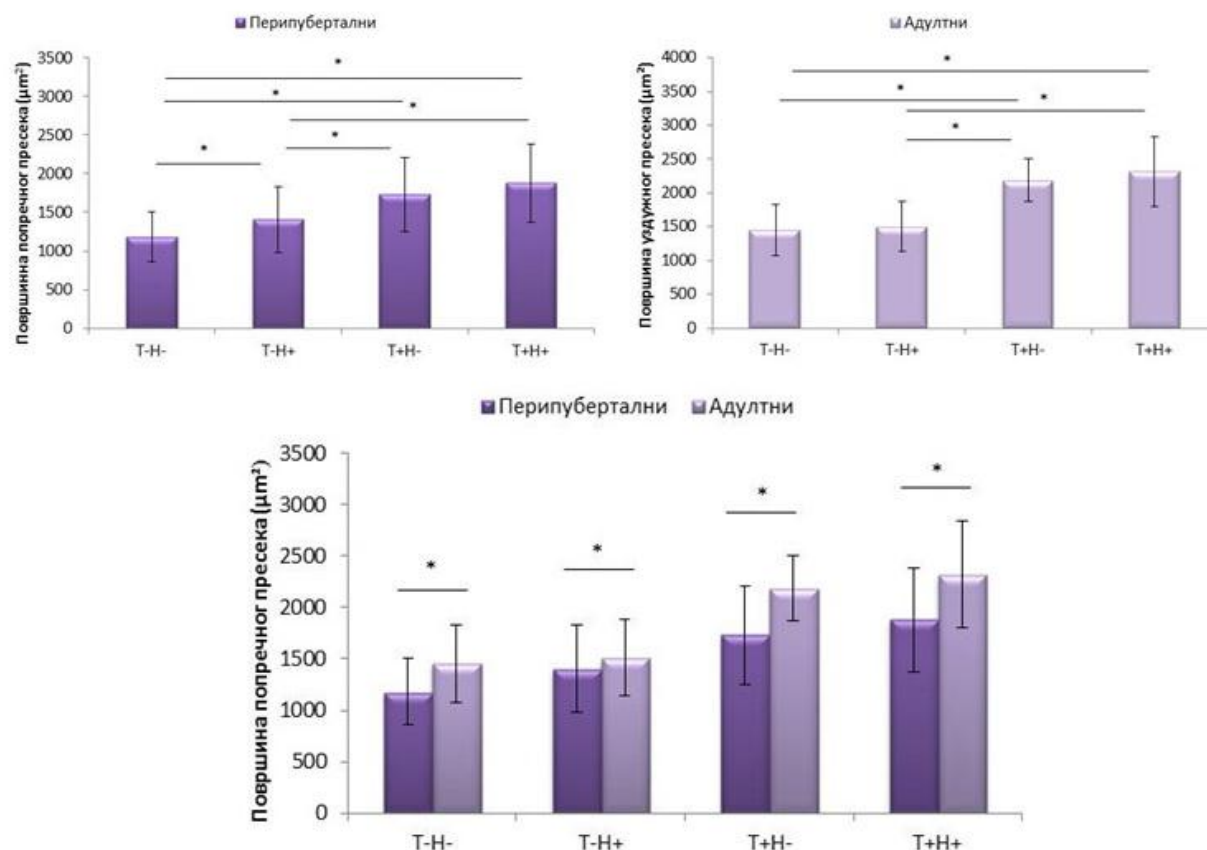 Перипубертални
Површинна попречног пресека (µm²)
3500
3000
2500
2000
1500
1000
500
0
*
*
*
*
*
Т-Н-
Т-Н+
Т+Н-
Т+Н+
Адултни
Површина уздужног пресека (µm²)
4000
3500
3000
2500
2000
1500
1000
500
0
*
*
*
*
Т-Н-
Т-Н+
Т+Н-
Т+Н+
Перипубертални Адултни
Површина попречног пресека (µm²)
3500
3000
2500
2000
1500
1000
500
0
*
*
*
*
Т-Н-
Т-Н+
Т+Н-
Т+Н+